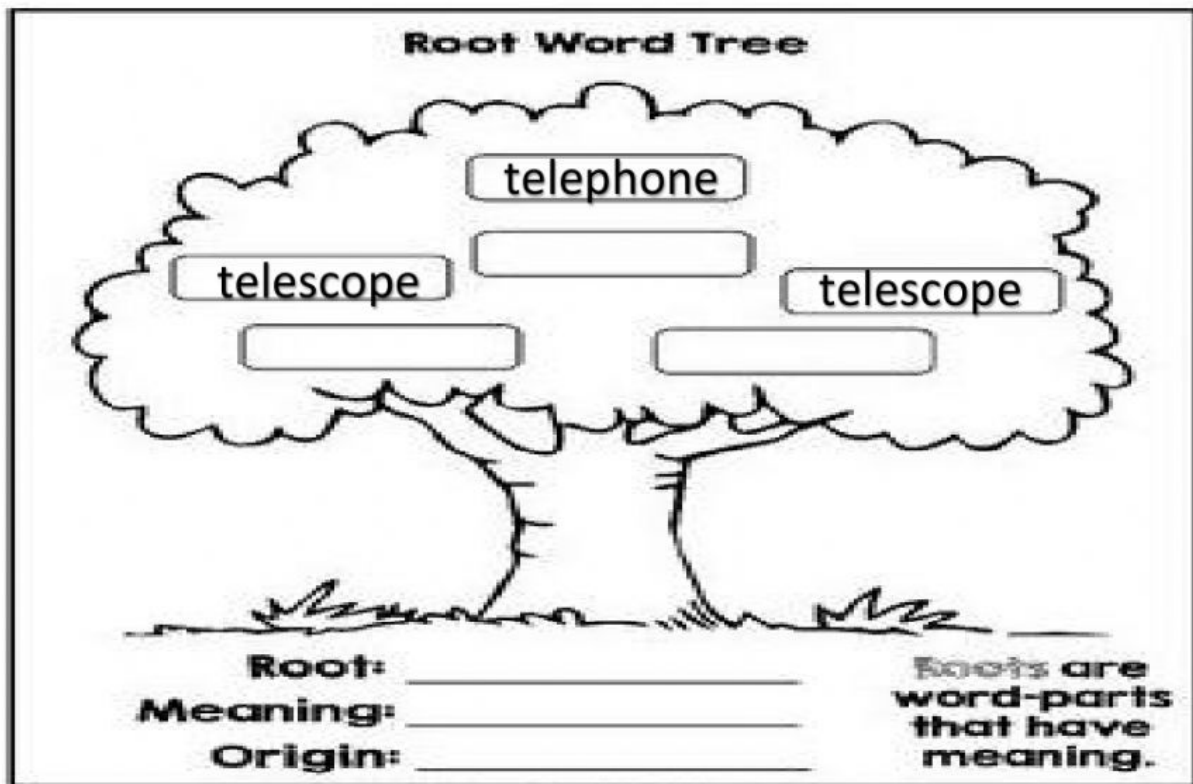 Root Word Tree
telephone
telescope
telescope
Root:
Meaning:
Origin:
Roots are
word-parts
that have
meaning.